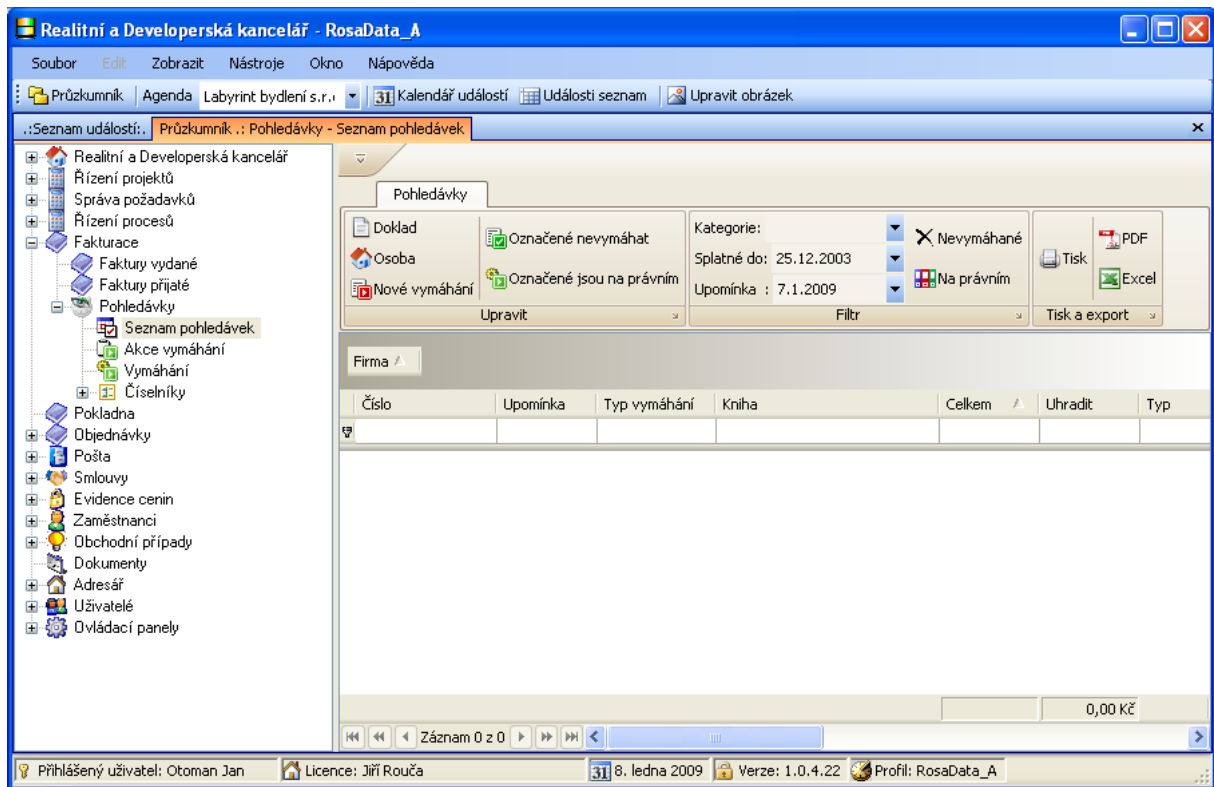 Realitní a Developerská kancelář - RosaData_A
Soubor Edit Zobrazit Nástroje Okno Nápověda
Průzkumník Agenda Labyrint bydlení s.r. 31 Kalendář událostí Události seznam Upravit obrázek
.:Seznam událostí:. Průzkumník .: Pohledávky - Seznam pohledávek
Realitní a Developerská kancelář
Řízení projektů
Správa požadavků
Řízení procesů
Fakturace
Faktury vydané
Faktury přijaté
Pohledávky
Seznam pohledávek
Akce vymáhání
Vymáhání
Číselníky
Pokladna
Objednávky
Pošta
Smlouvy
Evidence cenin
Zaměstnanci
Obchodní případy
Dokumenty
Adresář
Uživatelé
Ovládací panely
Pohledávky
Doklad
Osoba
Nové vymáhání
Označené nevymáhat
Označené jsou na právním
Upravit
Kategorie:
Splatné do: 25.12.2003
Upomínka : 7.1.2009
Nevymáhané
Na právním
Filtr
Tisk
PDF
Excel
Tisk a export
Firma
Číslo Upomínka Typ vymáhání Kniha Celkem Uhradit Typ
0,00 Kč
Záznam 0 z 0
Přihlášený uživatel: Otoman Jan Licence: Jiří Rouča 31 8. ledna 2009 Verze: 1.0.4.22 Profil: RosaData_A